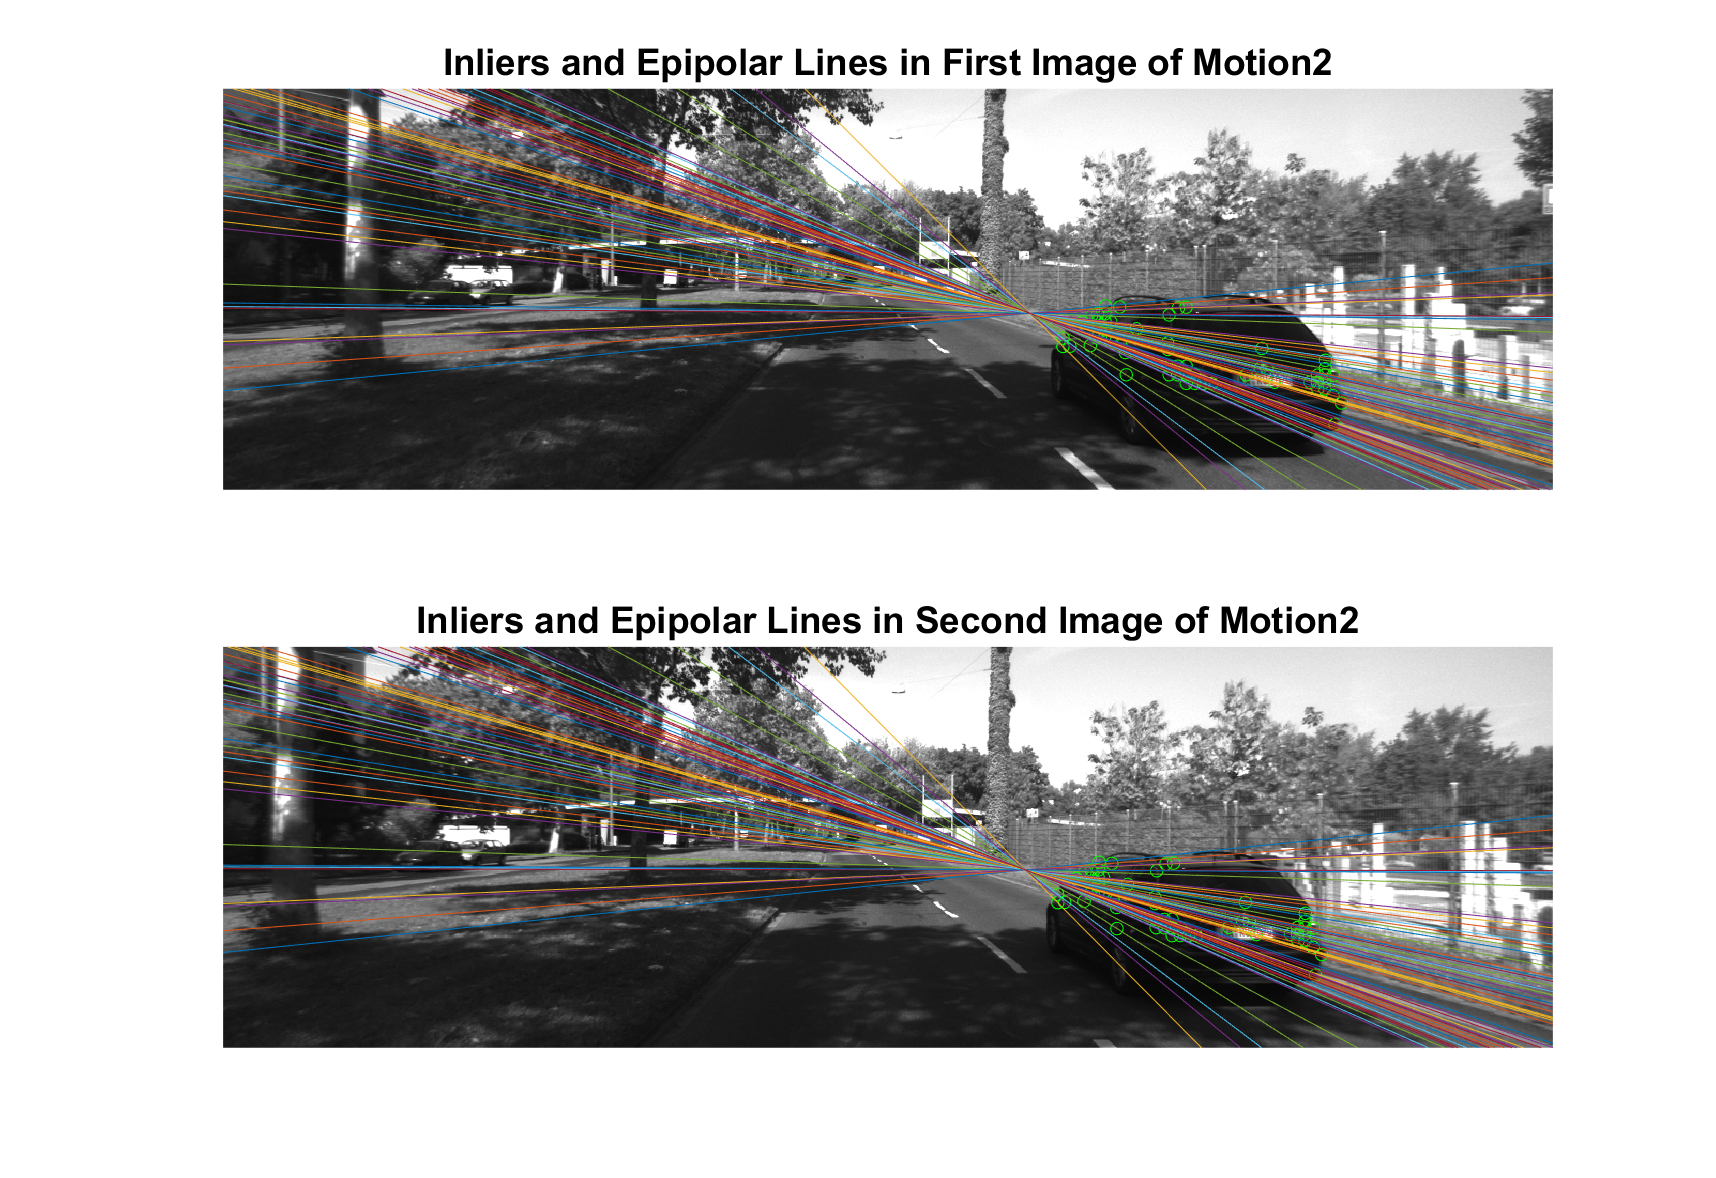 Inliers and Epipolar Lines in First Image of Motion2
Inliers and Epipolar Lines in Second Image of Motion2